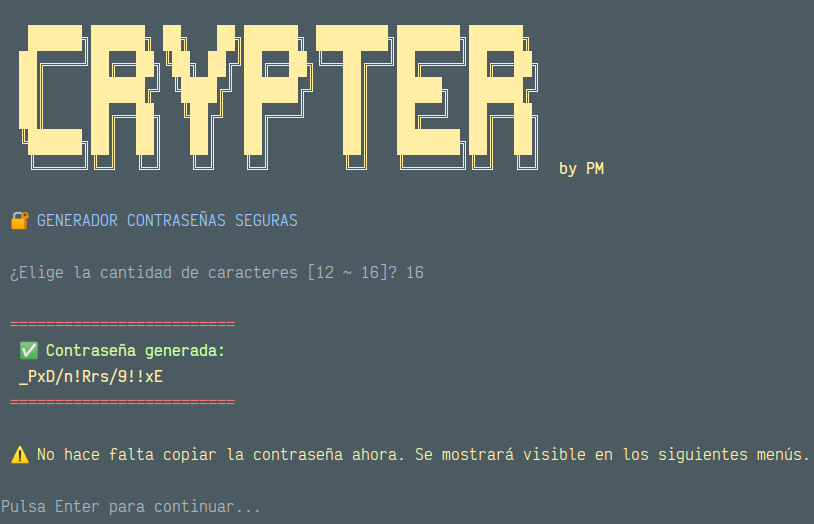 CRYPTER
by PM
🔐 GENERADOR CONTRASEÑAS SEGURAS
¿Elige la cantidad de caracteres [12 ~ 16]? 16
=========================
✅ Contraseña generada:
_PxD/n!Rrs/9!!xE
=========================
⚠️ No hace falta copiar la contraseña ahora. Se mostrará visible en los siguientes menús.
Pulsa Enter para continuar...